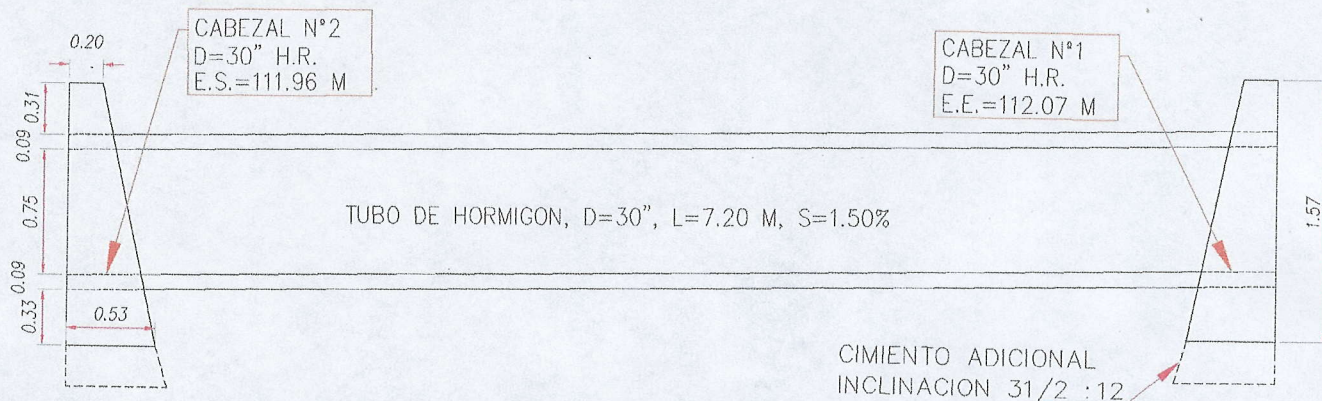 0.20
CABEZAL N°2
D=30" H.R.
E.S.=111.96 M
CABEZAL Nº1
D=30" H.R.
E.E.=112.07 M
0.31
0.09
0.75
0.09
0.33
0.53
TUBO DE HORMIGON, D=30", L=7.20 M, S=1.50%
1.57
CIMIENTO ADICIONAL
INCLINACION 31/2 :12